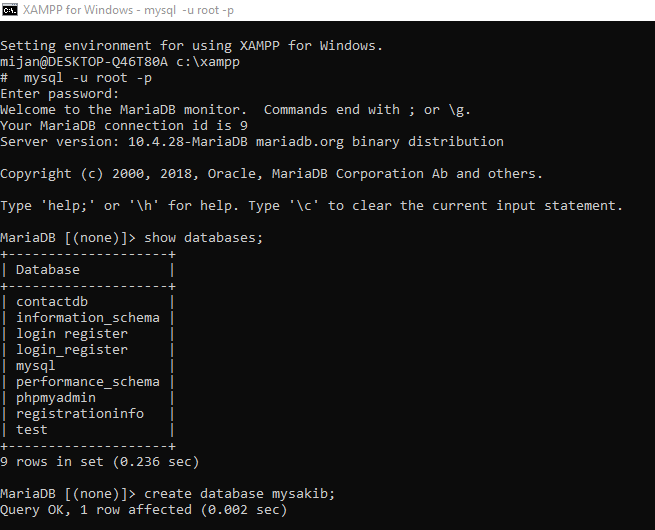 XAMPP for Windows - mysql -u root -p
Setting environment for using XAMPP for Windows.
mijan@DESKTOP-Q46T80A c:\xampp
# mysql -u root -p
Enter password:
Welcome to the MariaDB monitor.  Commands end with ; or \g.
Your MariaDB connection id is 9
Server version: 10.4.28-MariaDB mariadb.org binary distribution
Copyright (c) 2000, 2018, Oracle, MariaDB Corporation Ab and others.
Type 'help;' or '\h' for help. Type '\c' to clear the current input statement.
MariaDB [(none)]> show databases;
+--------------------+
| Database           |
+--------------------+
| contactdb          |
| information_schema |
| login register     |
| login_register     |
| mysql              |
| performance_schema |
| phpmyadmin         |
| registrationinfo   |
| test               |
+--------------------+
9 rows in set (0.236 sec)
MariaDB [(none)]> create database mysakib;
Query OK, 1 row affected (0.002 sec)